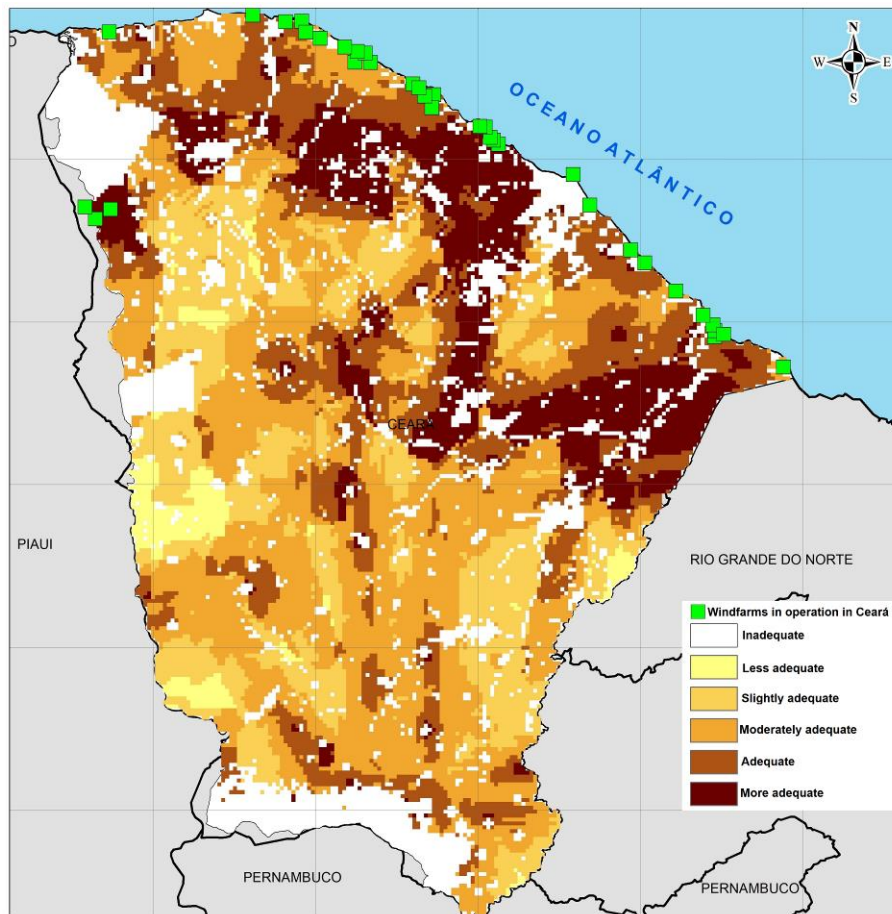 N
W E
S
OCEANO ATLÂNTICO
CEARÁ
PIAUI
RIO GRANDE DO NORTE
Windfarms in operation in Ceará
Inadequate
Less adequate
Slightly adequate
Moderately adequate
Adequate
More adequate
PERNAMBUCO
PERNAMBUCO